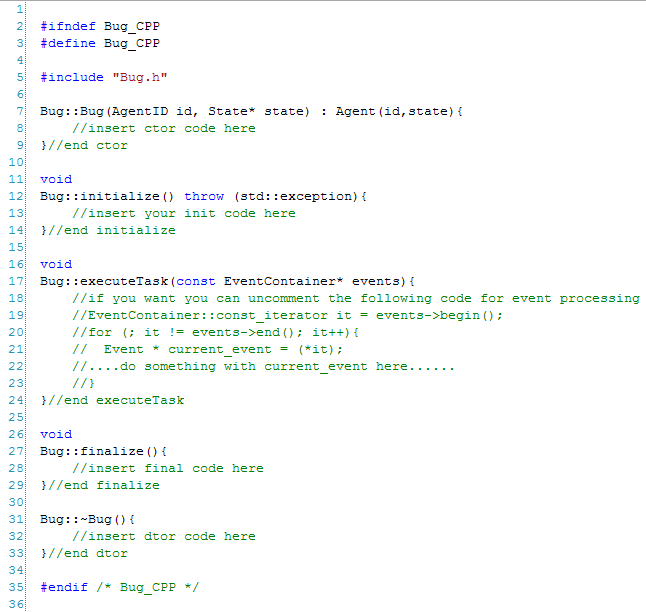 1
2 #ifndef Bug_CPP
3 #define Bug_CPP
4
5 #include "Bug.h"
6
7 Bug::Bug(AgentID id, State* state) : Agent(id,state){
8     //insert ctor code here
9 }//end ctor
10
11 void
12 Bug::initialize() throw (std::exception){
13     //insert your init code here
14 }//end initialize
15
16 void
17 Bug::executeTask(const EventContainer* events){
18     //if you want you can uncomment the following code for event processing
19     //EventContainer::const_iterator it = events->begin();
20     //for (; it != events->end(); it++){
21     //  Event * current_event = (*it);
22     //....do something with current_event here......
23     //}
24 }//end executeTask
25
26 void
27 Bug::finalize(){
28     //insert final code here
29 }//end finalize
30
31 Bug::~Bug(){
32     //insert dtor code here
33 }//end dtor
34
35 #endif /* Bug_CPP */
36